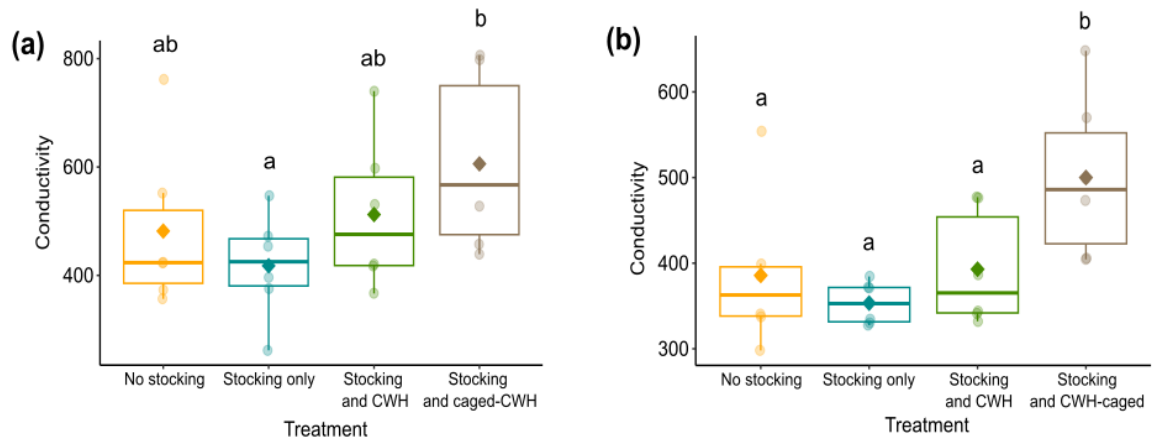 (a)
ab
a
ab
b
800
600
400
Conductivity
No stocking
Stocking only
Stocking
and CWH
Stocking
and caged-CWH
Treatment
(b)
a
a
a
b
600
500
400
300
Conductivity
No stocking
Stocking only
Stocking
and CWH
Stocking
and CWH-caged
Treatment